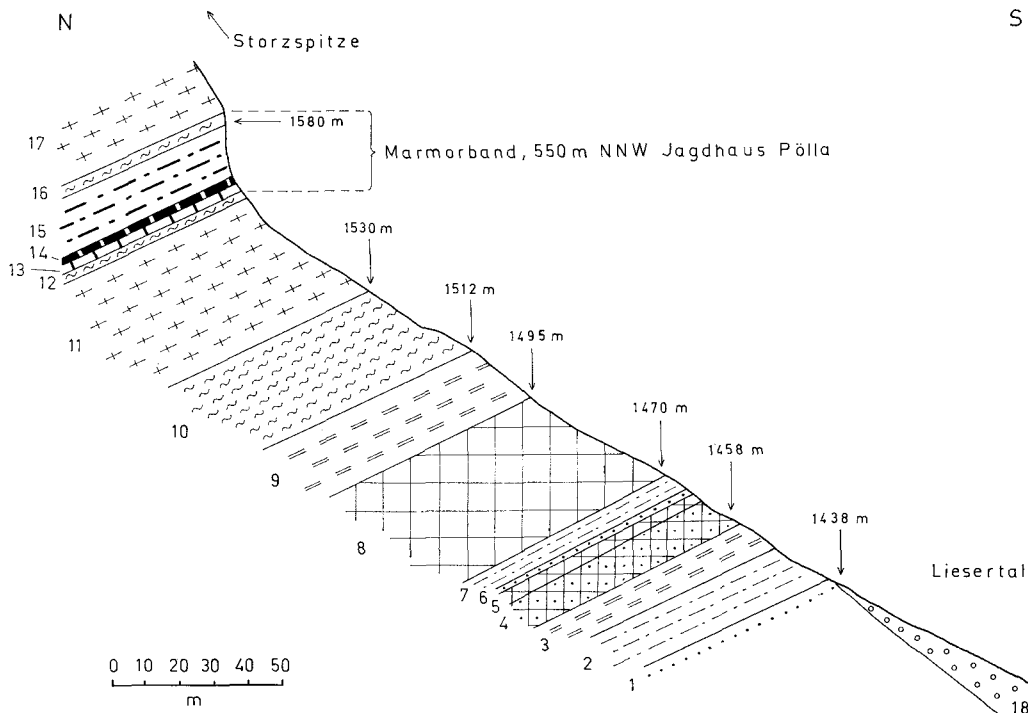 N
S
Storzspitze
1580 m
Marmorband, 550m NNW Jagdhaus Pölla
17
16
15
14
13
12
1530 m
1512 m
11
1495 m
10
1470 m
1458 m
9
1438 m
8
Liesertal
7
6
5
4
3
2
1
0 10 20 30 40 50
m
18